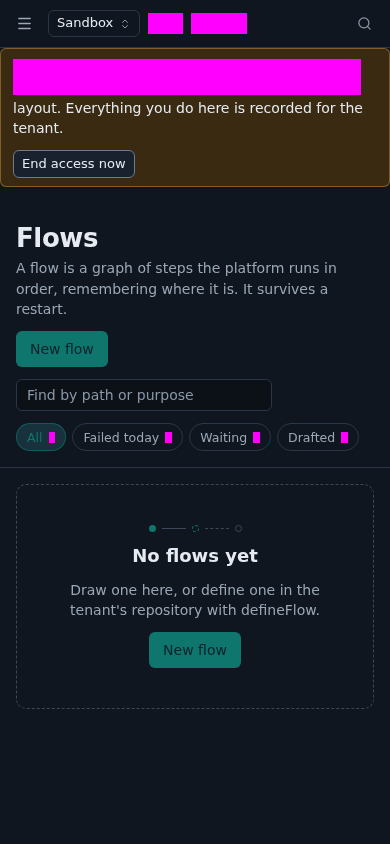 Sandbox
layout. Everything you do here is recorded for the
tenant.
End access now
Flows
A flow is a graph of steps the platform runs in
order, remembering where it is. It survives a
restart.
New flow
Find by path or purpose
All
Failed today
Waiting
Drafted
No flows yet
Draw one here, or define one in the
tenant's repository with defineFlow.
New flow